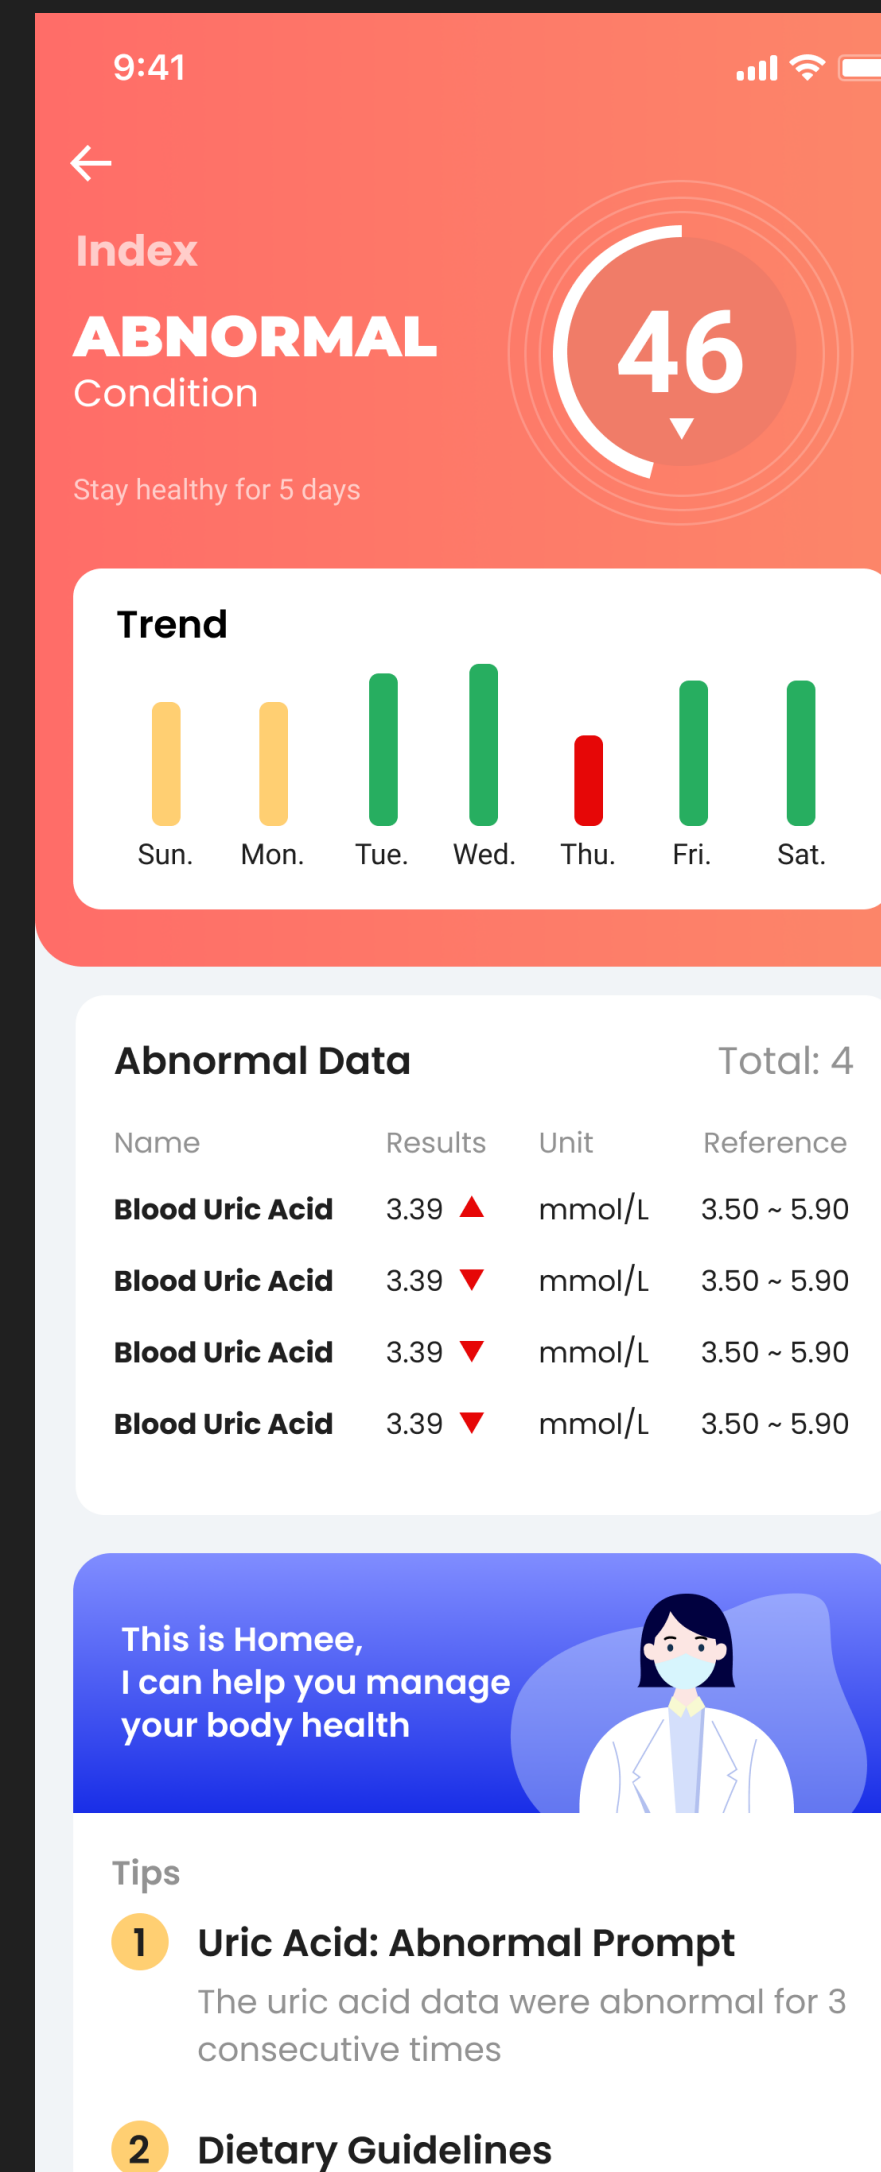 9:41
Index
ABNORMAL
Condition
Stay healthy for 5 days
46
Trend
Sun. Mon. Tue. Wed. Thu. Fri. Sat.
Abnormal Data Total: 4
Name Results Unit Reference
Blood Uric Acid 3.39 mmol/L 3.50 ~ 5.90
Blood Uric Acid 3.39 mmol/L 3.50 ~ 5.90
Blood Uric Acid 3.39 mmol/L 3.50 ~ 5.90
Blood Uric Acid 3.39 mmol/L 3.50 ~ 5.90
This is Homee,
I can help you manage
your body health
Tips
1 Uric Acid: Abnormal Prompt
The uric acid data were abnormal for 3
consecutive times
2 Dietary Guidelines